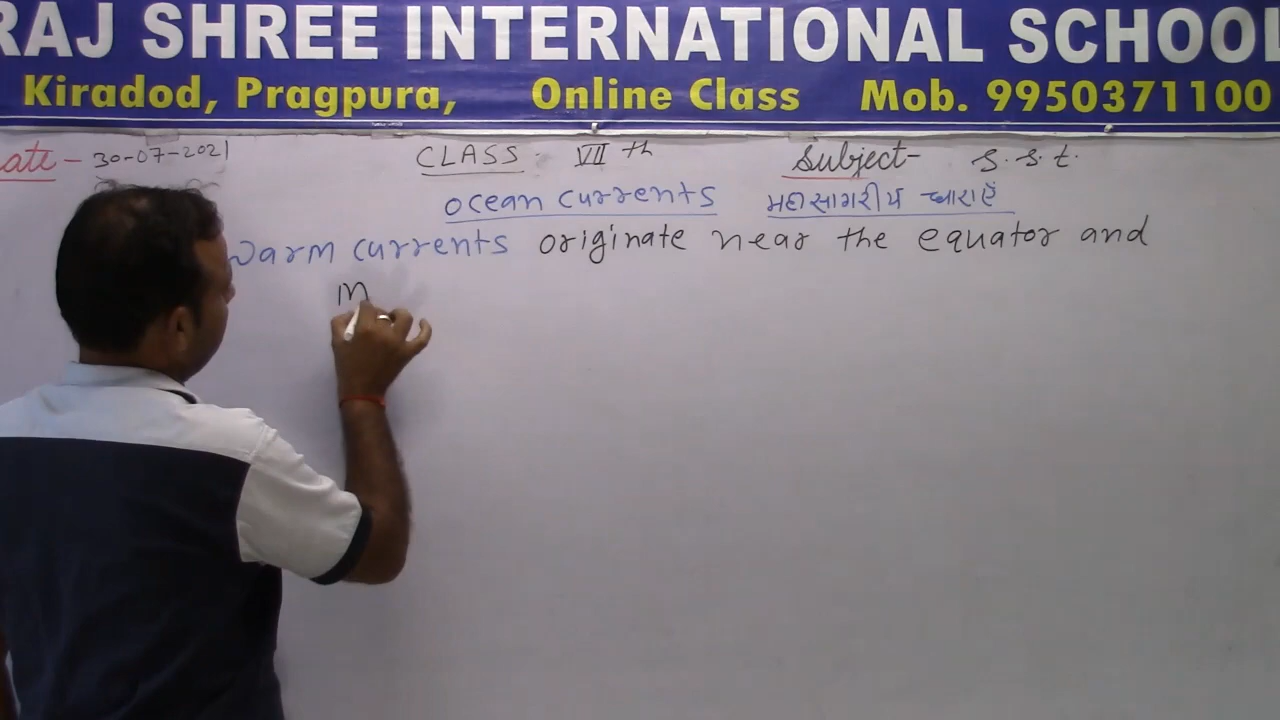 RAJ SHREE INTERNATIONAL SCHOOL
Kiradod, Pragpura, Online Class Mob. 9950371100
ate - 30-07-2021 CLASS : VII th Subject- S.S.t.
ocean currents महासागरीय धाराएँ
warm currents originate near the equator and
m